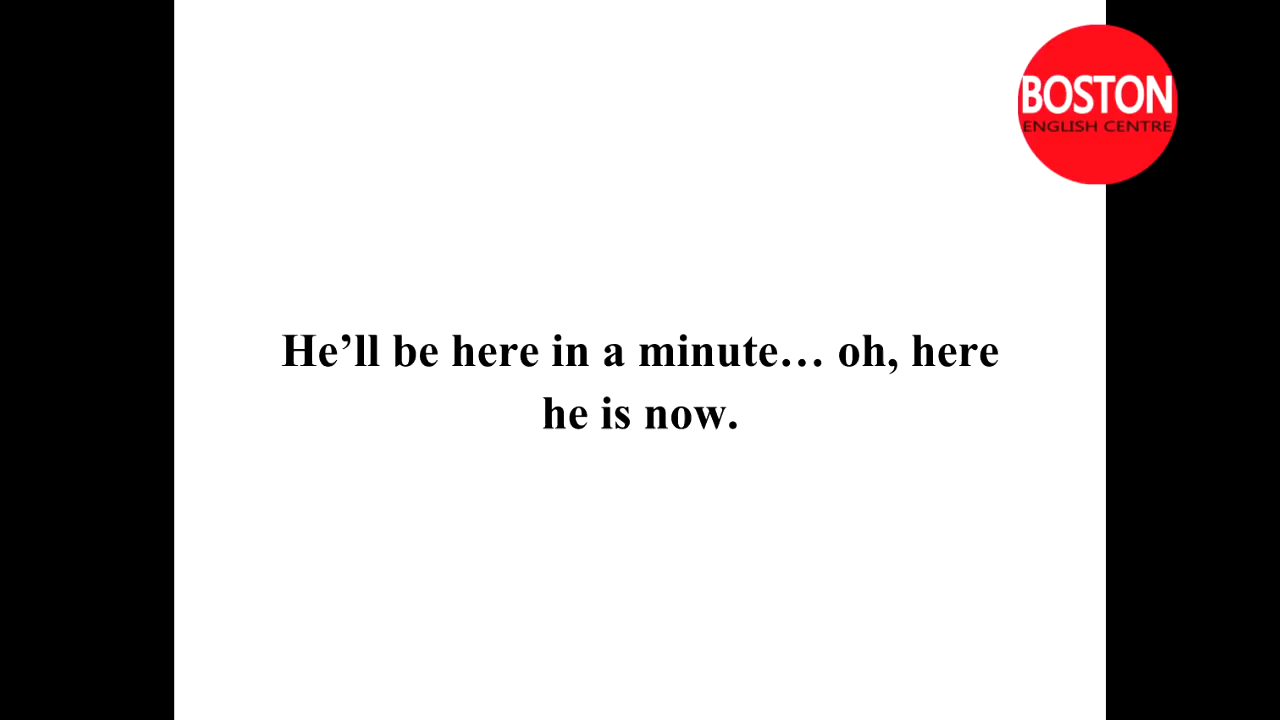 BOSTON
ENGLISH CENTRE
He’ll be here in a minute… oh, here
he is now.